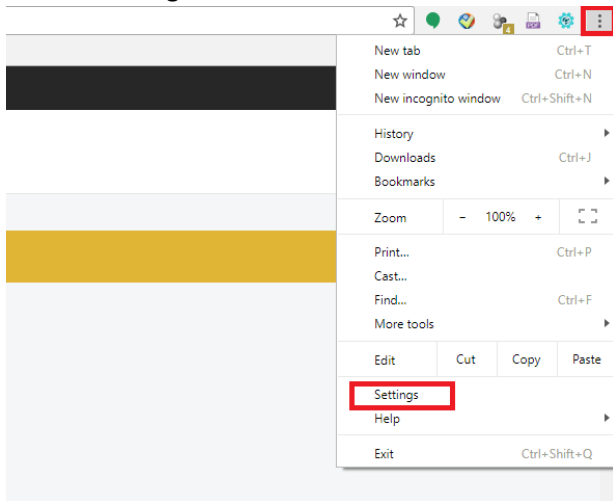 4
New tab Ctrl+T
New window Ctrl+N
New incognito window Ctrl+Shift+N
History
Downloads Ctrl+J
Bookmarks
Zoom - 100% +
Print... Ctrl+P
Cast...
Find... Ctrl+F
More tools
Edit Cut Copy Paste
Settings
Help
Exit Ctrl+Shift+Q